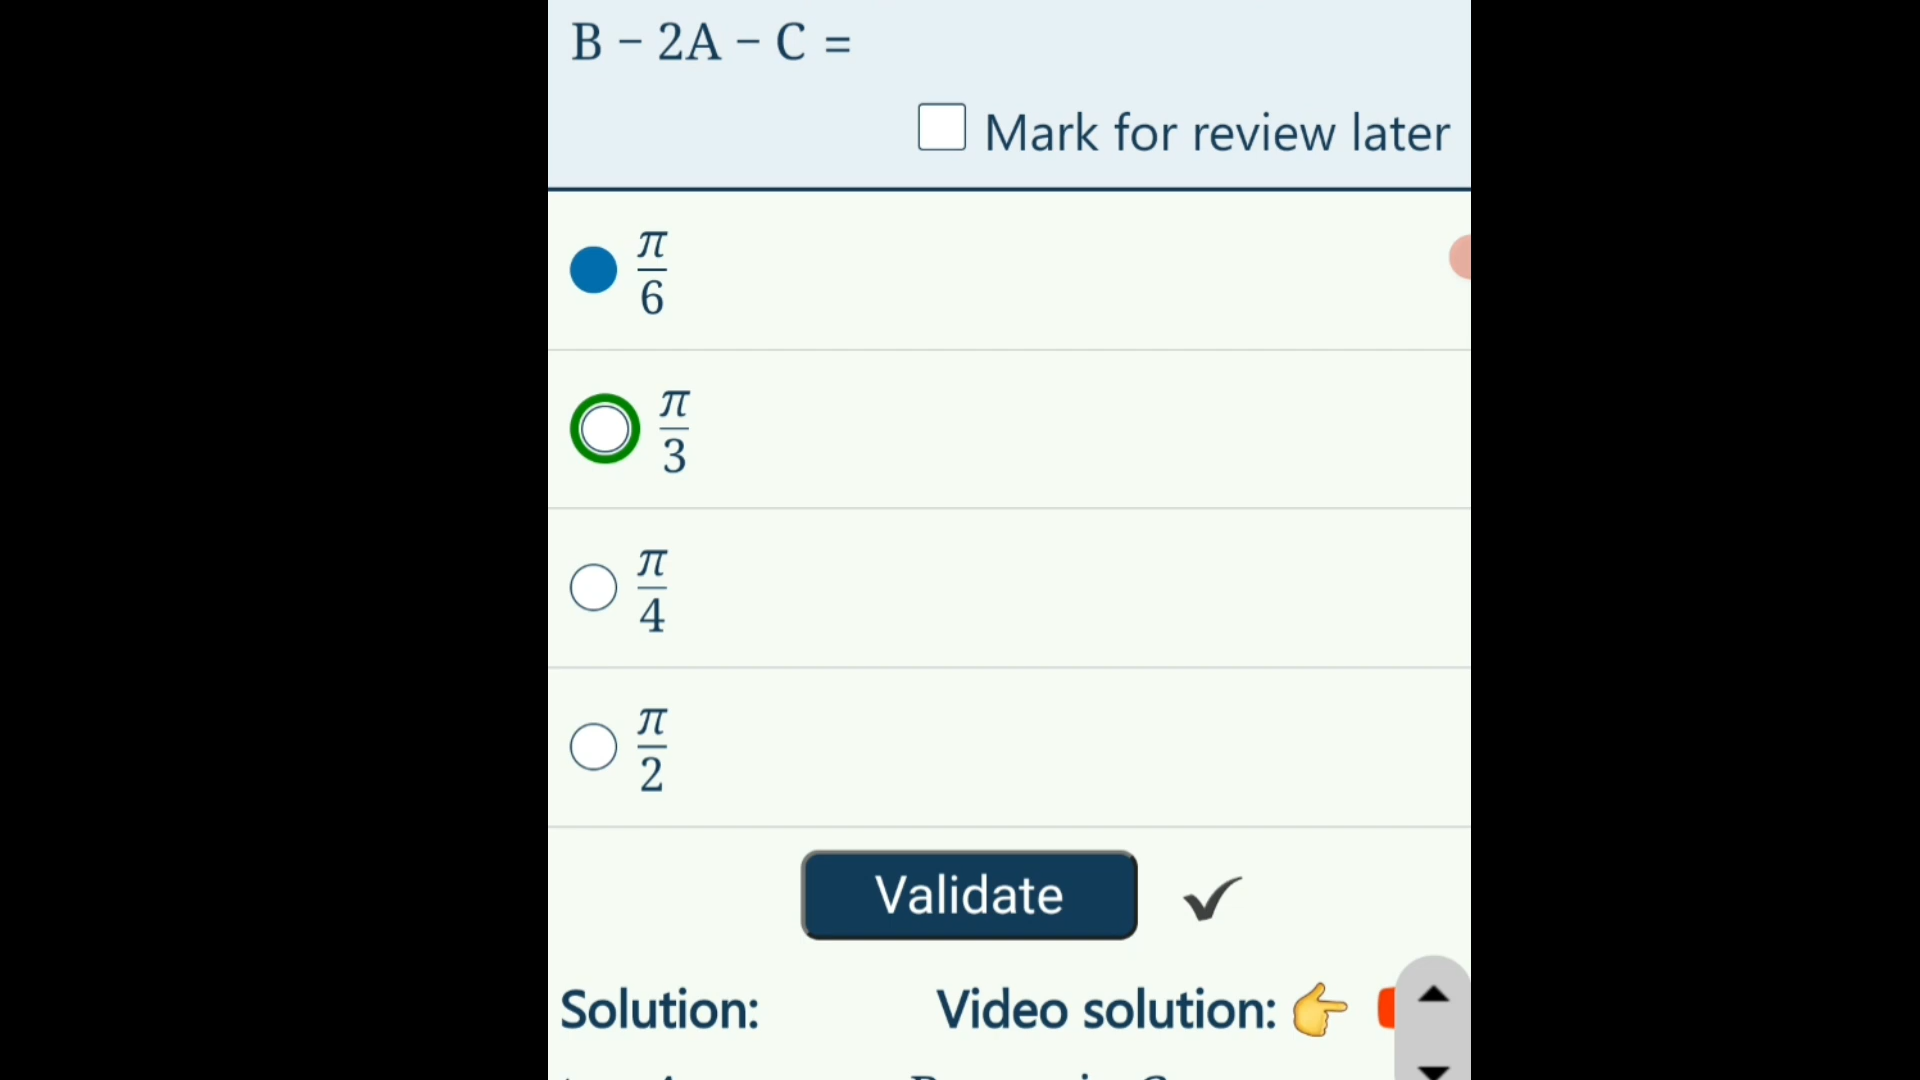 B − 2A − C =
Mark for review later
π/6
π/3
π/4
π/2
Validate
Solution: Video solution: